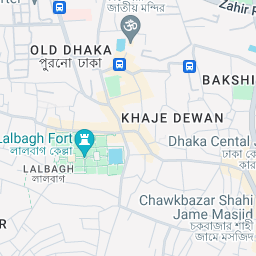 জাতীয় মন্দির
Zahir R
OLD DHAKA
পুরনো ঢাকা
BAKSHI
KHAJE DEWAN
Lalbagh Fort
লালবাগ কেল্লা
Dhaka Cental J
ঢাকা কে
LALBAGH
লালবাগ
Chawkbazar Shahi
Jame Masjid
চকবাজার শাহী
জামে মসজিদ
ER